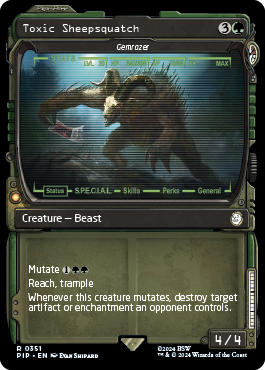 Toxic Sheepsquatch 3
Gemrazer
STATS
MAX
Status S.P.E.C.I.A.L. Skills Perks General
Creature – Beast
Mutate 1
Reach, trample
Whenever this creature mutates, destroy target
artifact or enchantment an opponent controls.
4/4
R 0351
PIP • EN Evan Shipard
©2024 BSW
™ & © 2024 Wizards of the Coast